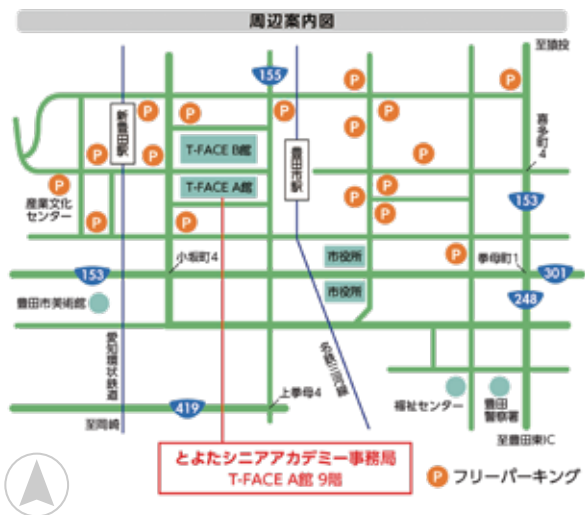 周辺案内図
至猿投
155
P
P
P
P
P
P
新豊田駅
T-FACE B館
豊田市駅
P
喜多町4
P
P
P
P
T-FACE A館
P
産業文化
センター
153
P
P
P
小坂町4
市役所
P
挙母町1
153
301
豊田市美術館
市役所
248
愛知環状鉄道
名鉄三河線
上挙母4
419
福祉センター
豊田
警察署
至岡崎
至豊田東IC
とよたシニアアカデミー事務局
T-FACE A館 9階
P フリーパーキング